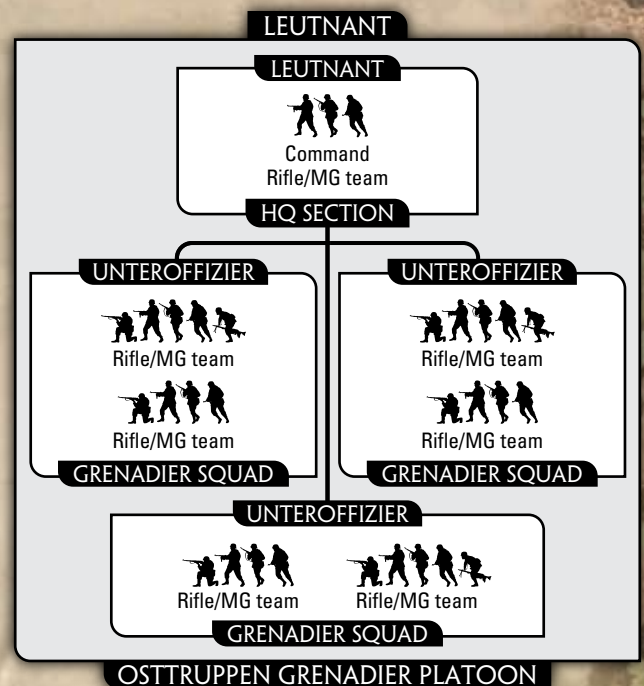 LEUTNANT
LEUTNANT
Command
Rifle/MG team
HQ SECTION
UNTEROFFIZIER
Rifle/MG team
Rifle/MG team
GRENADIER SQUAD
UNTEROFFIZIER
Rifle/MG team
Rifle/MG team
GRENADIER SQUAD
UNTEROFFIZIER
Rifle/MG team
Rifle/MG team
GRENADIER SQUAD
OSTTRUPPEN GRENADIER PLATOON